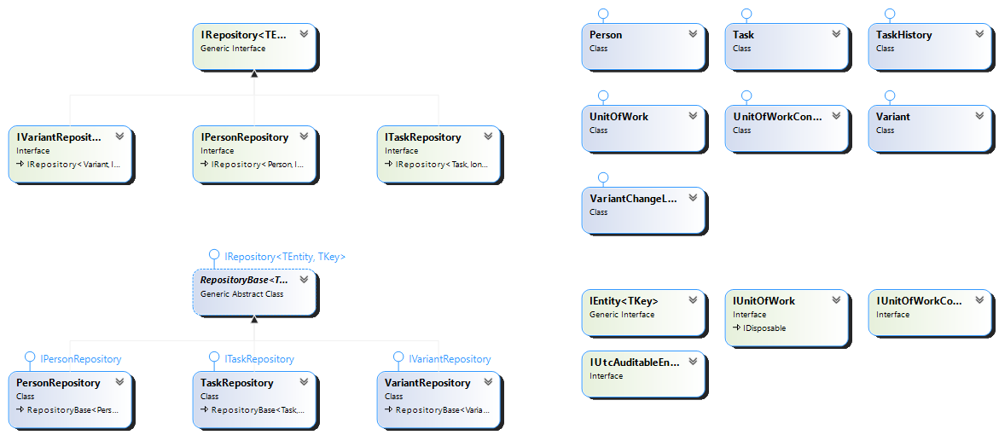 IRepository<TE...
Generic Interface
IVariantReposit...
Interface
IRepository<Variant, l...
IPersonRepository
Interface
IRepository<Person, l...
ITaskRepository
Interface
IRepository<Task, lon...
IRepository<TEntity, TKey>
RepositoryBase<T...
Generic Abstract Class
IPersonRepository
PersonRepository
Class
RepositoryBase<Pers...
ITaskRepository
TaskRepository
Class
RepositoryBase<Task,...
IVariantRepository
VariantRepository
Class
RepositoryBase<Varia...
Person
Class
Task
Class
TaskHistory
Class
UnitOfWork
Class
UnitOfWorkCon...
Class
Variant
Class
VariantChangeL...
Class
IEntity<TKey>
Generic Interface
IUnitOfWork
Interface
IDisposable
IUnitOfWorkCo...
Interface
IUtcAuditableEn...
Interface